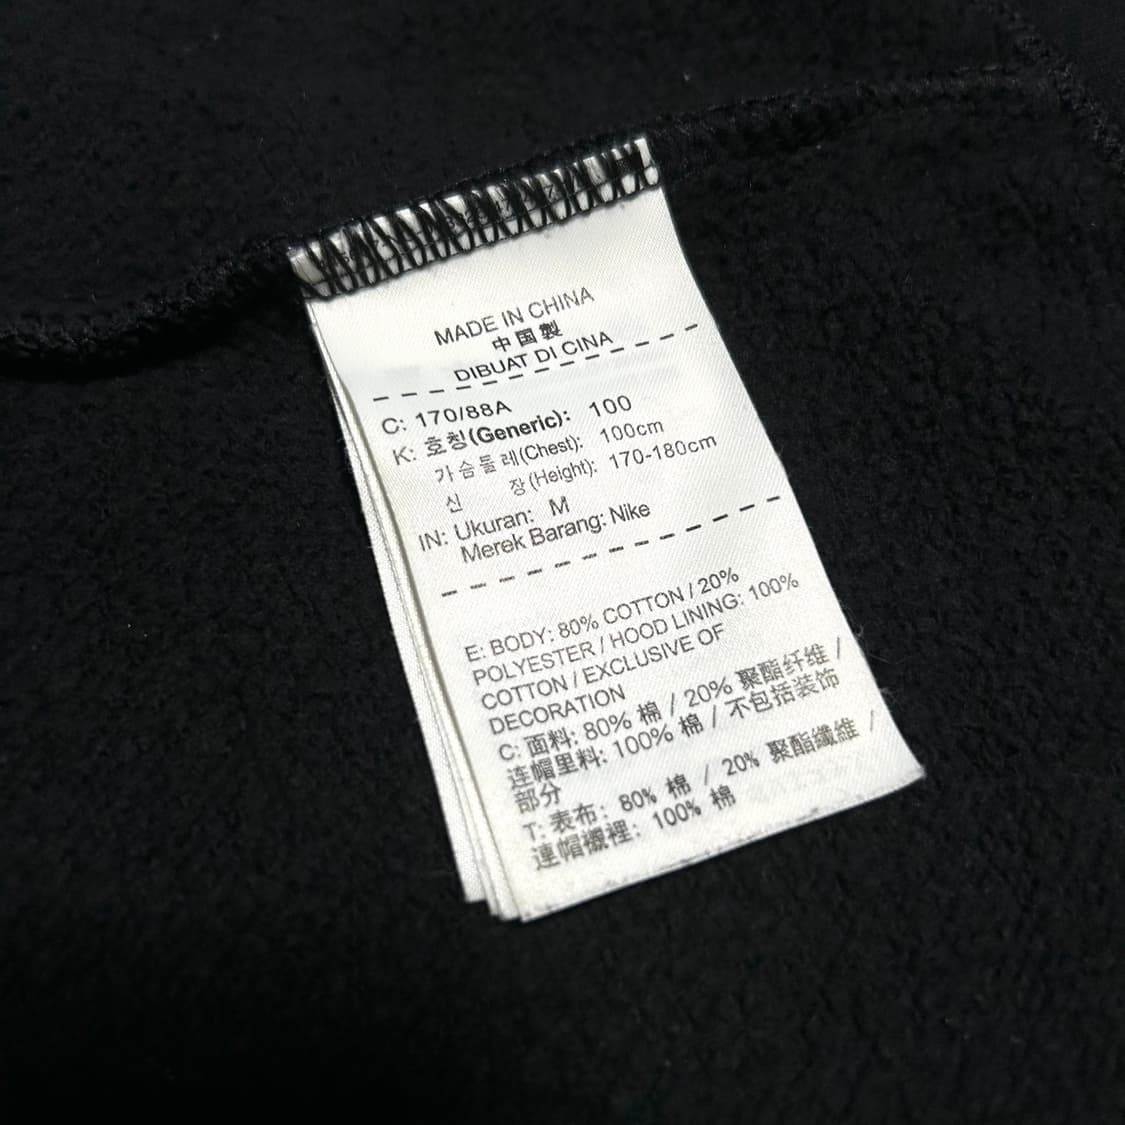 MADE IN CHINA
中国製
DIBUAT DI CINA
C: 170/88A
K: 호칭(Generic): 100
가슴둘레(Chest): 100cm
신 장(Height): 170-180cm
IN: Ukuran: M
Merek Barang: Nike
E: BODY: 80% COTTON / 20%
POLYESTER / HOOD LINING: 100%
COTTON / EXCLUSIVE OF
DECORATION
C: 面料: 80% 棉 / 20% 聚酯纤维 /
连帽里料: 100% 棉 / 不包括装饰
部分
T: 表布: 80% 棉 / 20% 聚酯纖維 /
連帽襯裡: 100% 棉